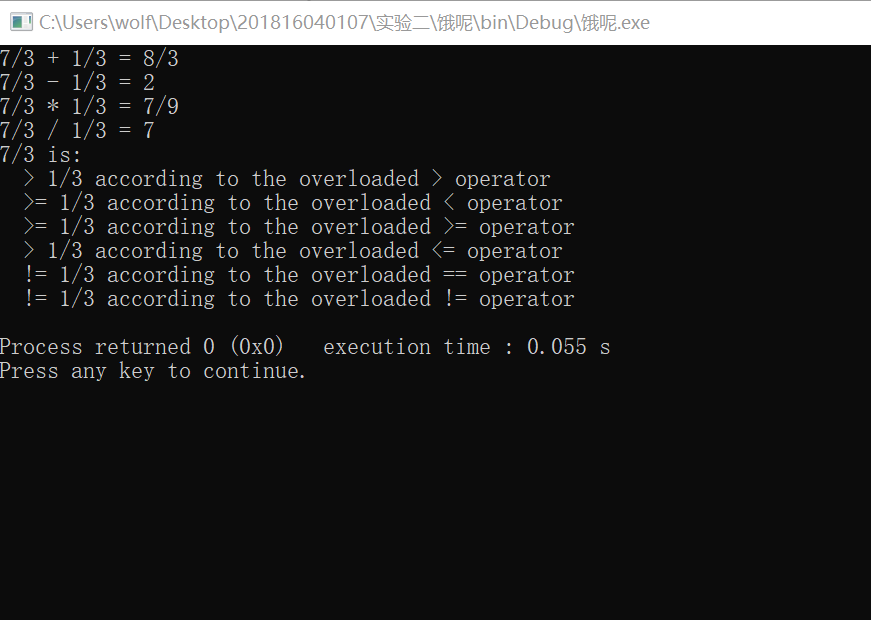 C:\Users\wolf\Desktop\201816040107\实验二\饿呢\bin\Debug\饿呢.exe
7/3 + 1/3 = 8/3
7/3 - 1/3 = 2
7/3 * 1/3 = 7/9
7/3 / 1/3 = 7
7/3 is:
  > 1/3 according to the overloaded > operator
  >= 1/3 according to the overloaded < operator
  >= 1/3 according to the overloaded >= operator
  > 1/3 according to the overloaded <= operator
  != 1/3 according to the overloaded == operator
  != 1/3 according to the overloaded != operator
Process returned 0 (0x0)   execution time : 0.055 s
Press any key to continue.